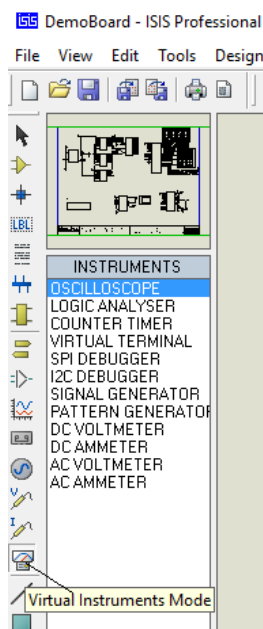 ISIS DemoBoard - ISIS Professional
File View Edit Tools Design
INSTRUMENTS
LBL
OSCILLOSCOPE
LOGIC ANALYSER
COUNTER TIMER
VIRTUAL TERMINAL
SPI DEBUGGER
I2C DEBUGGER
SIGNAL GENERATOR
PATTERN GENERATOR
DC VOLTMETER
DC AMMETER
AC VOLTMETER
AC AMMETER
V
I
Virtual Instruments Mode